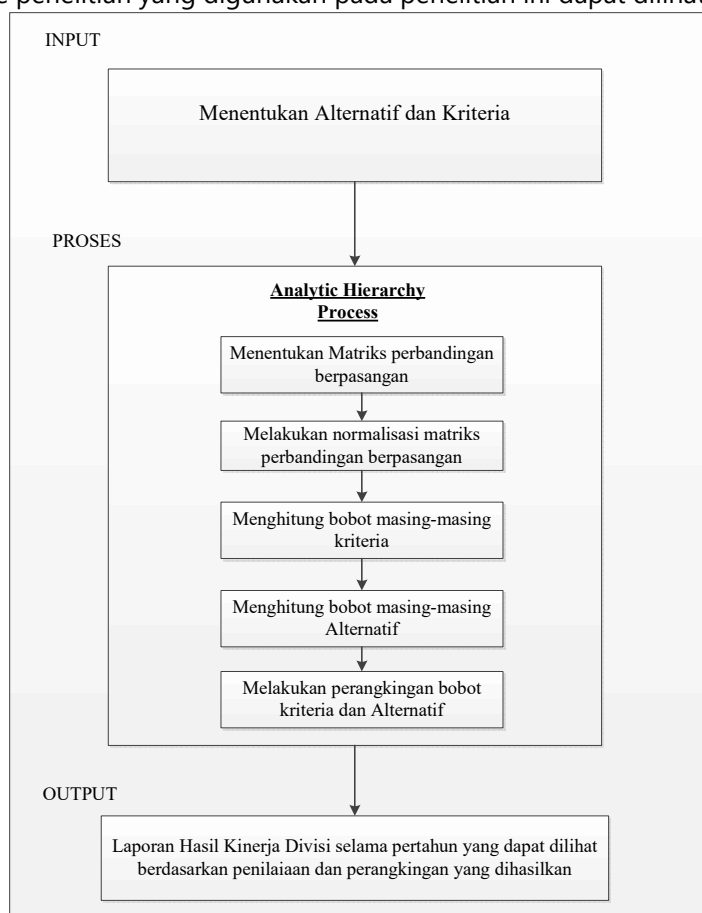 penelitian yang digunakan pada penelitian ini dapat dilihat
INPUT
Menentukan Alternatif dan Kriteria
PROSES
Analytic Hierarchy
Process
Menentukan Matriks perbandingan
berpasangan
Melakukan normalisasi matriks
perbandingan berpasangan
Menghitung bobot masing-masing
kriteria
Menghitung bobot masing-masing
Alternatif
Melakukan perangkingan bobot
kriteria dan Alternatif
OUTPUT
Laporan Hasil Kinerja Divisi selama pertahun yang dapat dilihat
berdasarkan penilaiaan dan perangkingan yang dihasilkan